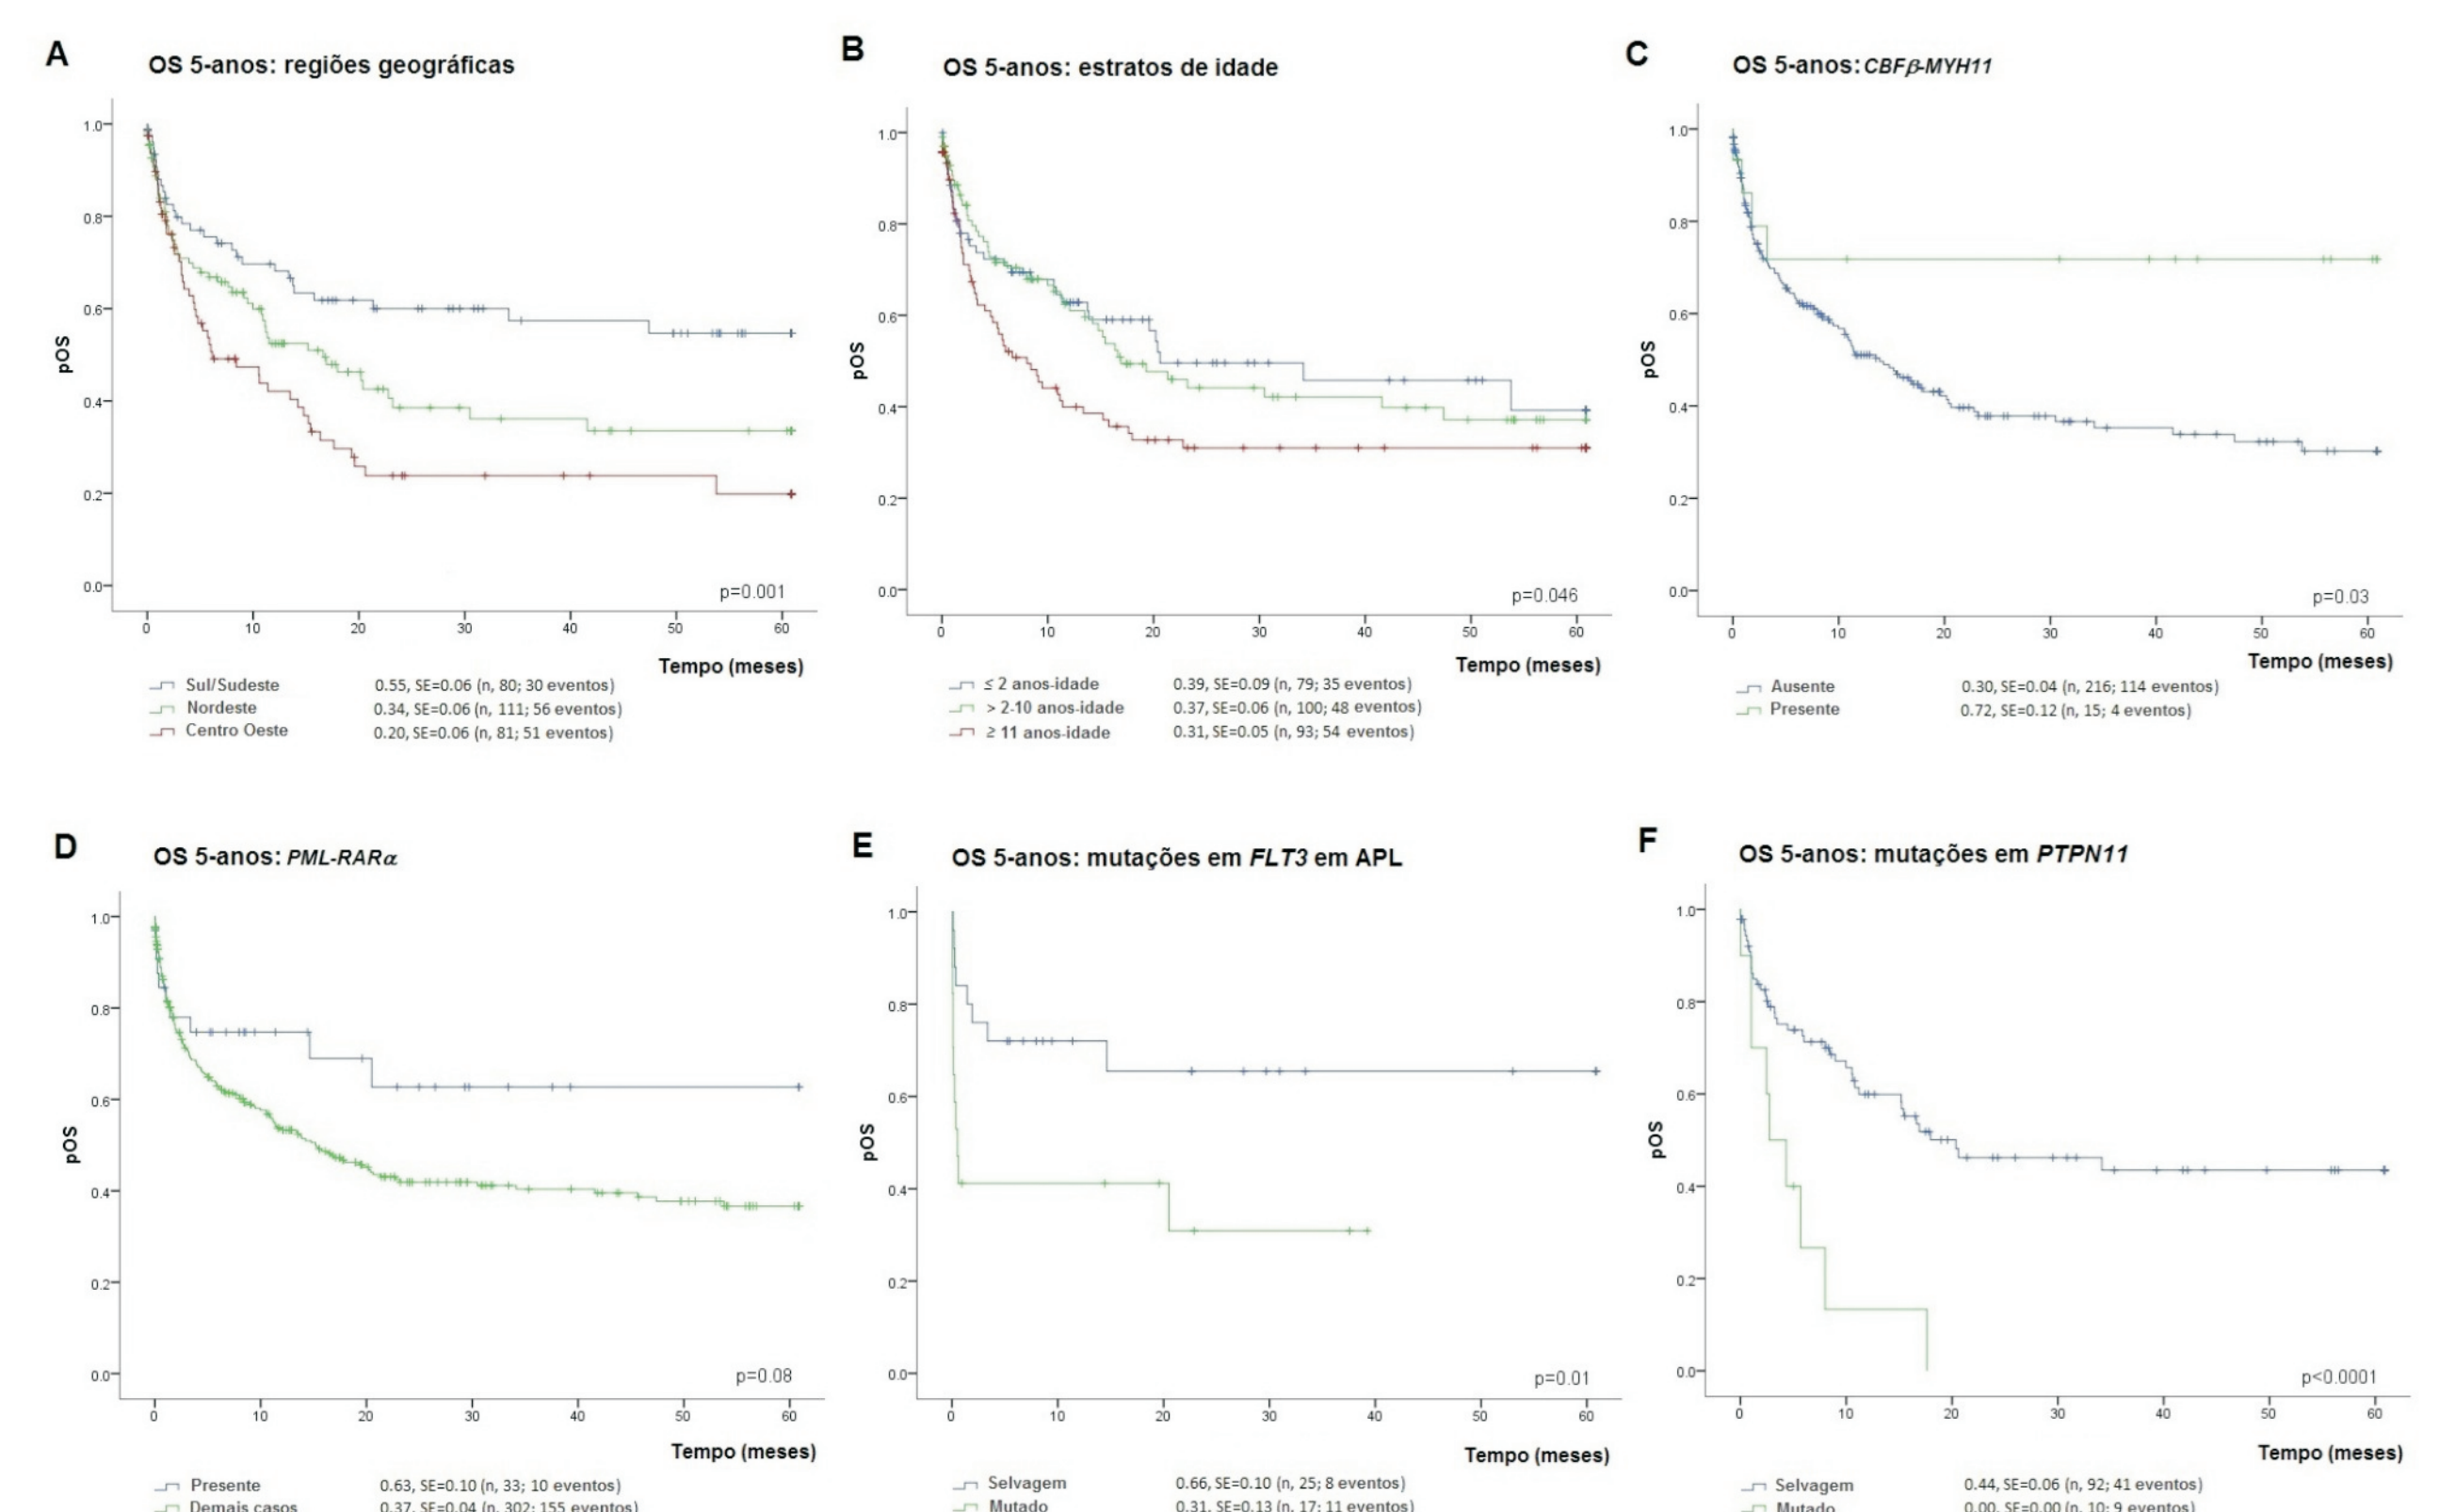 A
OS 5-anos: regiões geográficas
1.0
0.8
0.6
0.4
0.2
0.0
pOS
p=0.001
0 10 20 30 40 50 60
Tempo (meses)
Sul/Sudeste 0.55, SE=0.06 (n, 80; 30 eventos)
Nordeste 0.34, SE=0.06 (n, 111; 56 eventos)
Centro Oeste 0.20, SE=0.06 (n, 81; 51 eventos)
B
OS 5-anos: estratos de idade
1.0
0.8
0.6
0.4
0.2
0.0
pOS
p=0.046
0 10 20 30 40 50 60
Tempo (meses)
≤ 2 anos-idade 0.39, SE=0.09 (n, 79; 35 eventos)
> 2-10 anos-idade 0.37, SE=0.06 (n, 100; 48 eventos)
≥ 11 anos-idade 0.31, SE=0.05 (n, 93; 54 eventos)
C
OS 5-anos: CBFβ-MYH11
1.0
0.8
0.6
0.4
0.2
0.0
pOS
p=0.03
0 10 20 30 40 50 60
Tempo (meses)
Ausente 0.30, SE=0.04 (n, 216; 114 eventos)
Presente 0.72, SE=0.12 (n, 15; 4 eventos)
D
OS 5-anos: PML-RARα
1.0
0.8
0.6
0.4
0.2
0.0
pOS
p=0.08
0 10 20 30 40 50 60
Tempo (meses)
Presente 0.63, SE=0.10 (n, 33; 10 eventos)
Demais casos 0.37, SE=0.04 (n, 302; 155 eventos)
E
OS 5-anos: mutações em FLT3 em APL
1.0
0.8
0.6
0.4
0.2
0.0
pOS
p=0.01
0 10 20 30 40 50 60
Tempo (meses)
Selvagem 0.66, SE=0.10 (n, 25; 8 eventos)
Mutado 0.31, SE=0.13 (n, 17; 11 eventos)
F
OS 5-anos: mutações em PTPN11
1.0
0.8
0.6
0.4
0.2
0.0
pOS
p<0.0001
0 10 20 30 40 50 60
Tempo (meses)
Selvagem 0.44, SE=0.06 (n, 92; 41 eventos)
Mutado 0.00, SE=0.00 (n, 10; 9 eventos)